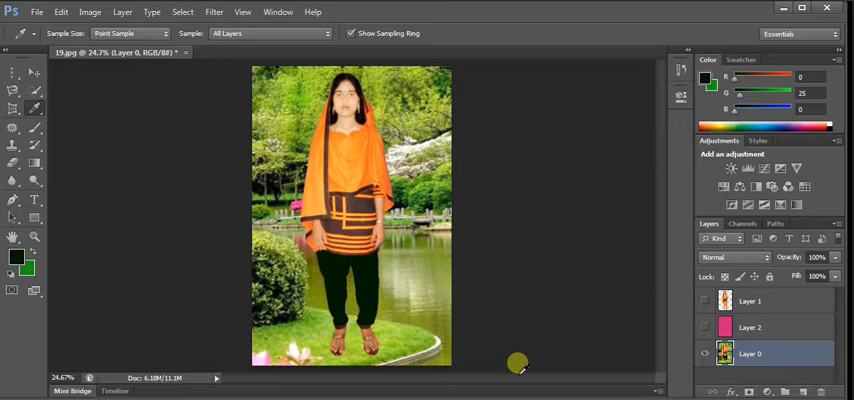 Ps File Edit Image Layer Type Select Filter View Window Help
Sample Size: Point Sample Sample: All Layers Show Sampling Ring Essentials
19.jpg @ 24.7% (Layer 0, RGB/8#) * ×
Color Swatches
R 0
G 25
B 0
Adjustments Styles
Add an adjustment
Layers Channels Paths
Kind
Normal Opacity: 100%
Lock: Fill: 100%
Layer 1
Layer 2
Layer 0
24.67% Doc: 6.18M/11.1M
Mini Bridge Timeline
fx